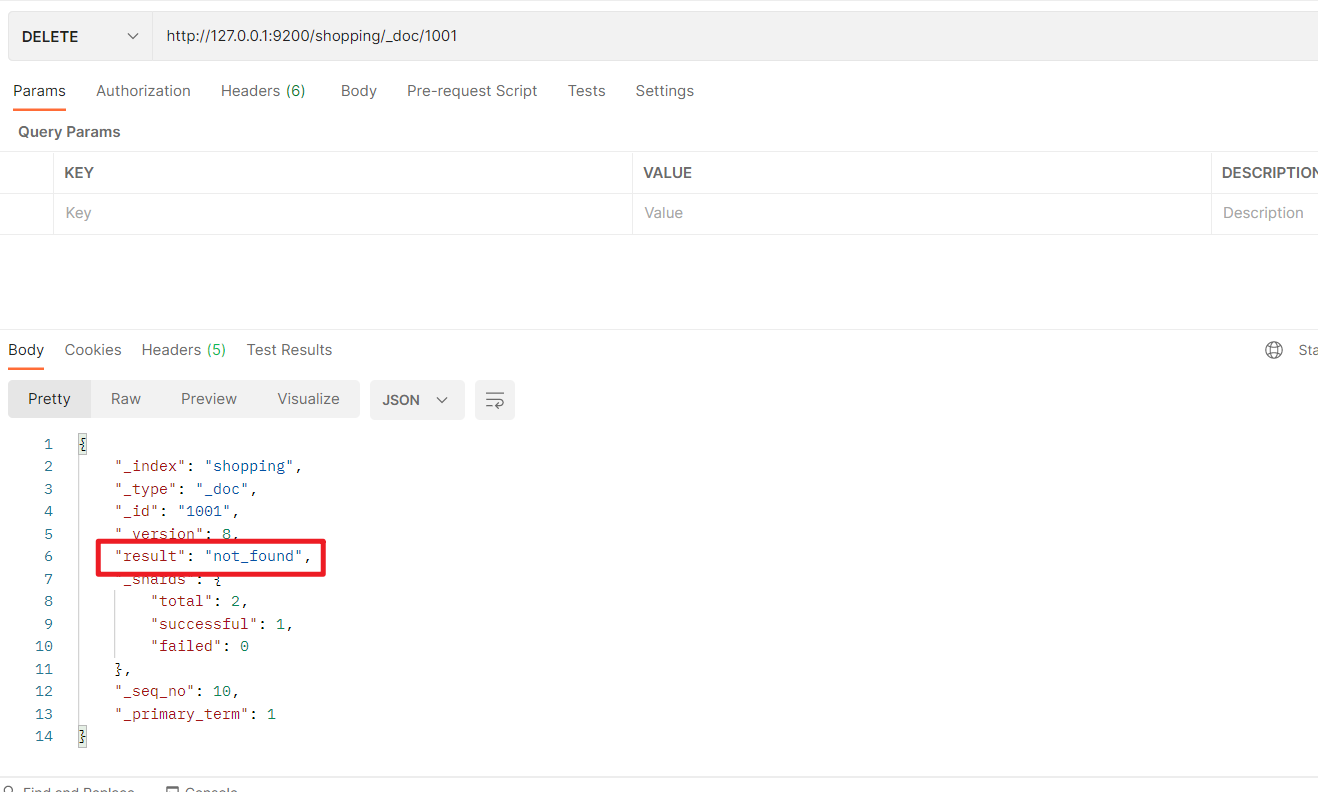 DELETE http://127.0.0.1:9200/shopping/_doc/1001
Params Authorization Headers (6) Body Pre-request Script Tests Settings
Query Params
KEY VALUE DESCRIPTION
Key Value Description
Body Cookies Headers (5) Test Results Sta
Pretty Raw Preview Visualize JSON
1 {
2 "_index": "shopping",
3 "_type": "_doc",
4 "_id": "1001",
5 "_version": 8,
6 "result": "not_found",
7 "_shards": {
8 "total": 2,
9 "successful": 1,
10 "failed": 0
11 },
12 "_seq_no": 10,
13 "_primary_term": 1
14 }
Find and Replace Console